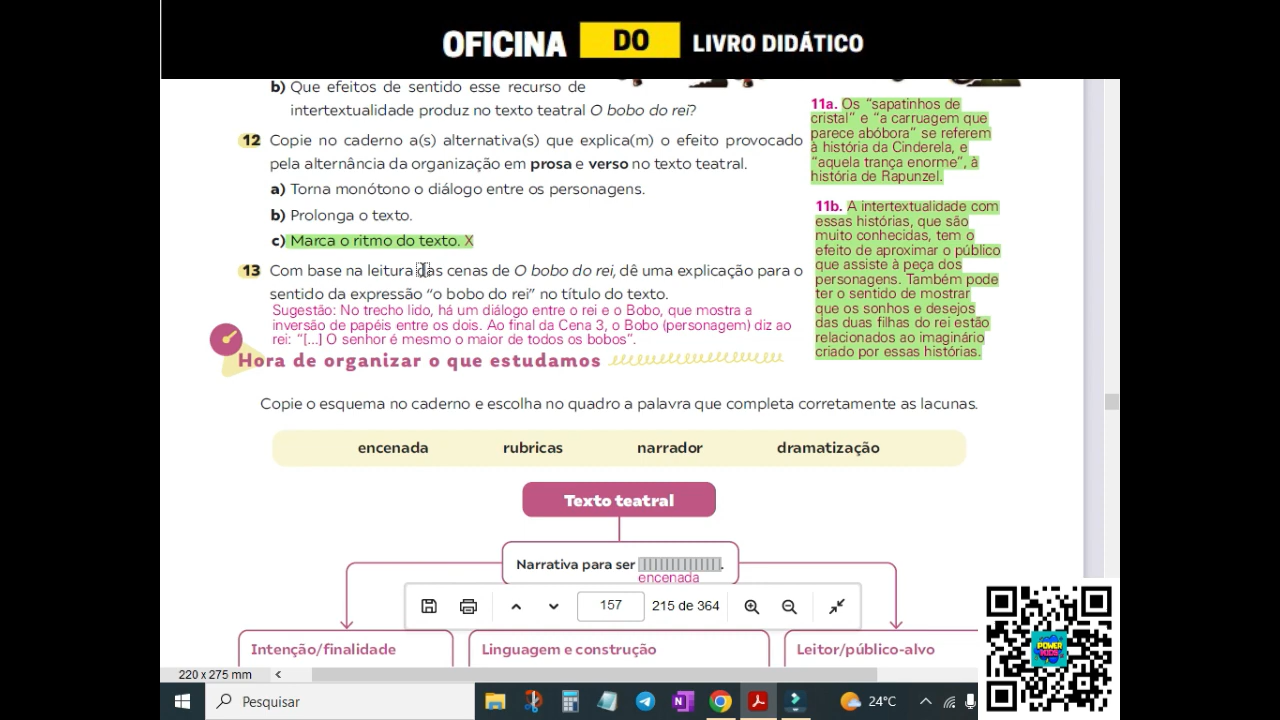 OFICINA DO LIVRO DIDÁTICO
b) Que efeitos de sentido esse recurso de
intertextualidade produz no texto teatral O bobo do rei?
12 Copie no caderno a(s) alternativa(s) que explica(m) o efeito provocado
pela alternância da organização em prosa e verso no texto teatral.
a) Torna monótono o diálogo entre os personagens.
b) Prolonga o texto.
c) Marca o ritmo do texto. X
13 Com base na leitura das cenas de O bobo do rei, dê uma explicação para o
sentido da expressão “o bobo do rei” no título do texto.
Sugestão: No trecho lido, há um diálogo entre o rei e o Bobo, que mostra a
inversão de papéis entre os dois. Ao final da Cena 3, o Bobo (personagem) diz ao
rei: “[...] O senhor é mesmo o maior de todos os bobos”.
11a. Os “sapatinhos de
cristal” e “a carruagem que
parece abóbora” se referem
à história da Cinderela, e
“aquela trança enorme”, à
história de Rapunzel.
11b. A intertextualidade com
essas histórias, que são
muito conhecidas, tem o
efeito de aproximar o público
que assiste à peça dos
personagens. Também pode
ter o sentido de mostrar
que os sonhos e desejos
das duas filhas do rei estão
relacionados ao imaginário
criado por essas histórias.
Hora de organizar o que estudamos
Copie o esquema no caderno e escolha no quadro a palavra que completa corretamente as lacunas.
encenada rubricas narrador dramatização
Texto teatral
Narrativa para ser .
encenada
157 215 de 364
Intenção/finalidade Linguagem e construção Leitor/público-alvo
220 x 275 mm
Pesquisar 24°C
POWER KIDS